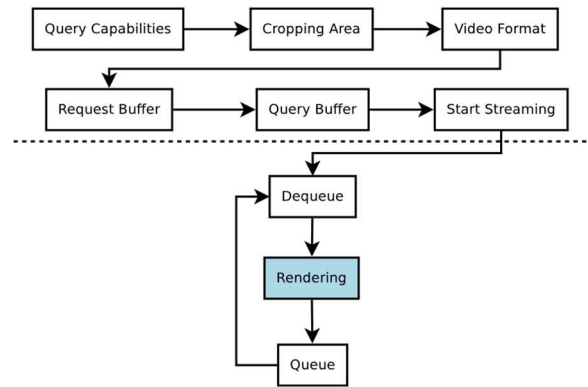 Query Capabilities
Cropping Area
Video Format
Request Buffer
Query Buffer
Start Streaming
Dequeue
Rendering
Queue